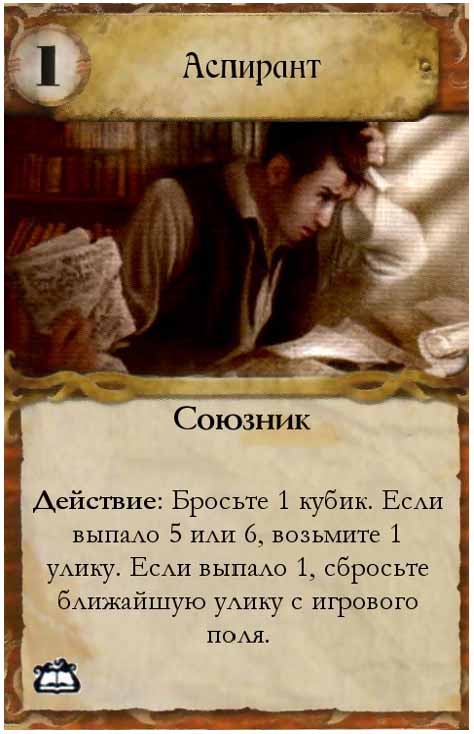 1
Аспирант
Союзник
Действие: Бросьте 1 кубик. Если
выпало 5 или 6, возьмите 1
улику. Если выпало 1, сбросьте
ближайшую улику с игрового
поля.